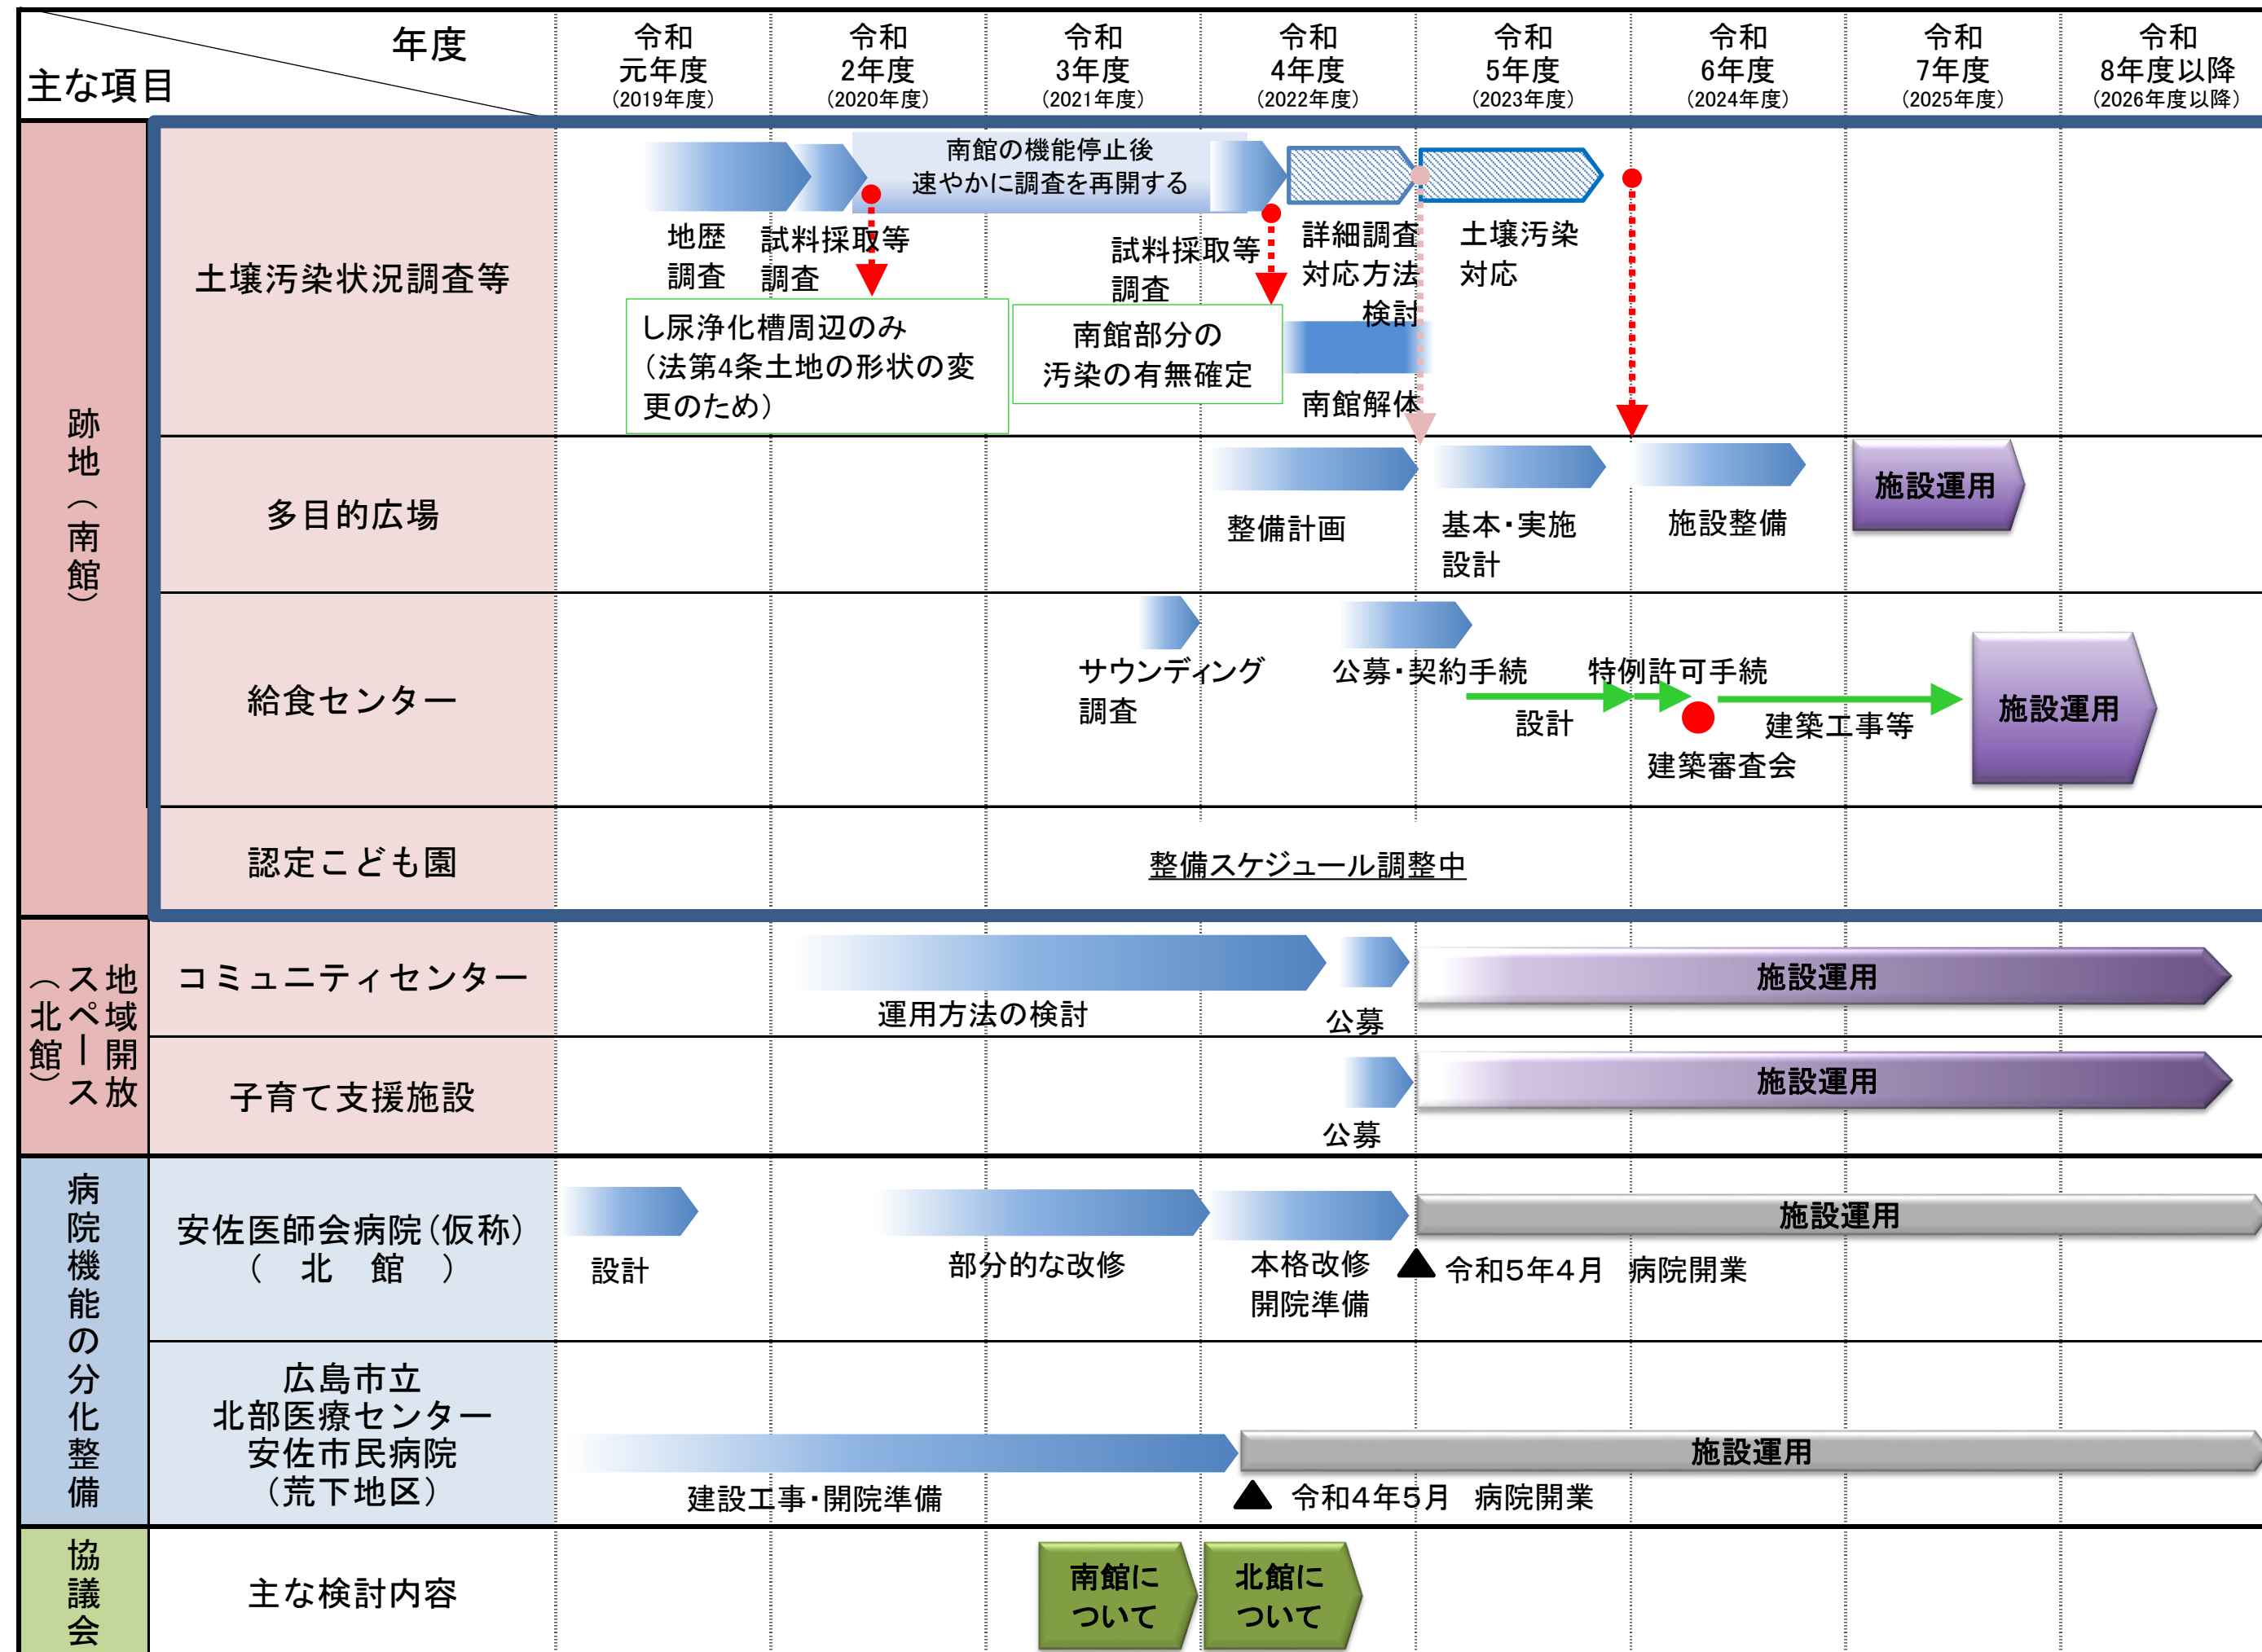 年度
主な項目
令和
元年度
(2019年度)
令和
2年度
(2020年度)
令和
3年度
(2021年度)
令和
4年度
(2022年度)
令和
5年度
(2023年度)
令和
6年度
(2024年度)
令和
7年度
(2025年度)
令和
8年度以降
(2026年度以降)
跡地(南館)
土壌汚染状況調査等
地歴
調査
試料採取等
調査
南館の機能停止後
速やかに調査を再開する
試料採取等
調査
詳細調査
対応方法
検討
土壌汚染
対応
し尿浄化槽周辺のみ
(法第4条土地の形状の変
更のため)
南館部分の
汚染の有無確定
南館解体
多目的広場
整備計画
基本・実施
設計
施設整備
施設運用
給食センター
サウンディング
調査
公募・契約手続
設計
特例許可手続
建築審査会
建築工事等
施設運用
認定こども園
整備スケジュール調整中
地域開放
スペース
(北館)
コミュニティセンター
運用方法の検討
公募
施設運用
子育て支援施設
公募
施設運用
病院機能の分化整備
安佐医師会病院(仮称)
( 北 館 )
設計
部分的な改修
本格改修
開院準備
施設運用
▲ 令和5年4月 病院開業
広島市立
北部医療センター
安佐市民病院
(荒下地区)
建設工事・開院準備
施設運用
▲ 令和4年5月 病院開業
協議会
主な検討内容
南館に
ついて
北館に
ついて